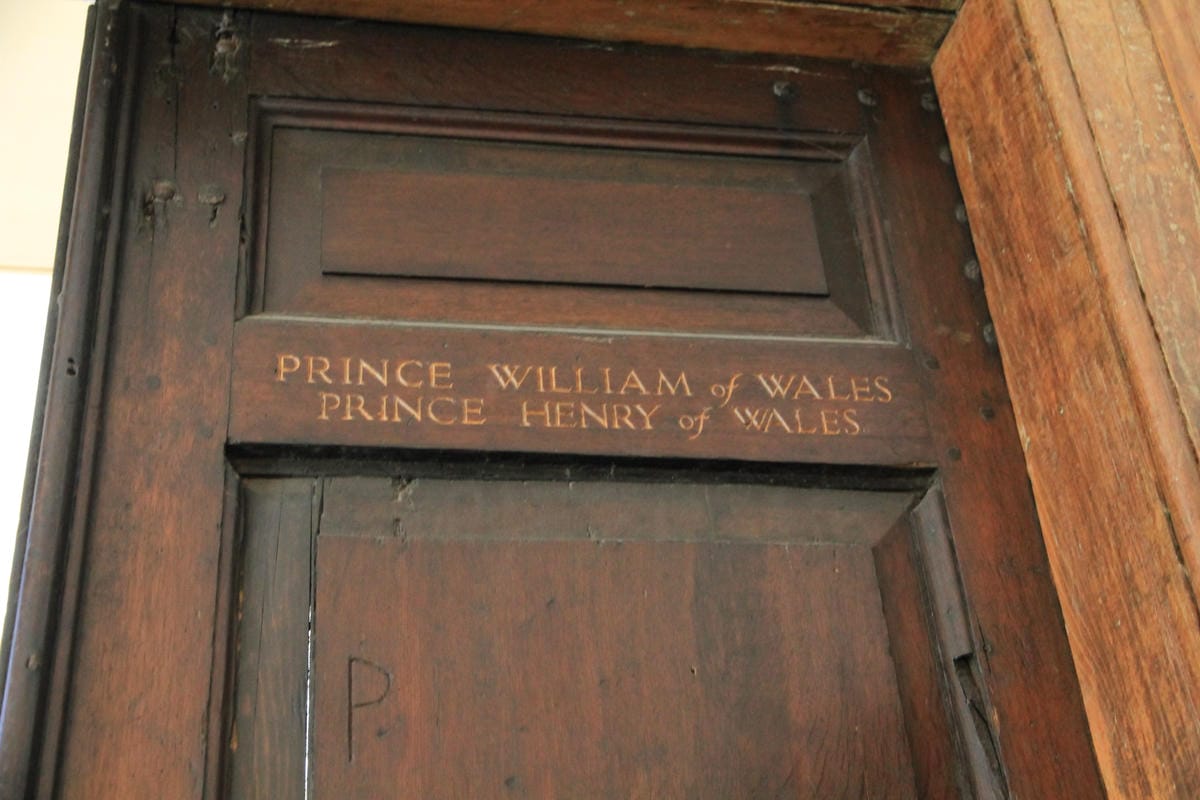 PRINCE WILLIAM of WALES
PRINCE HENRY of WALES
P